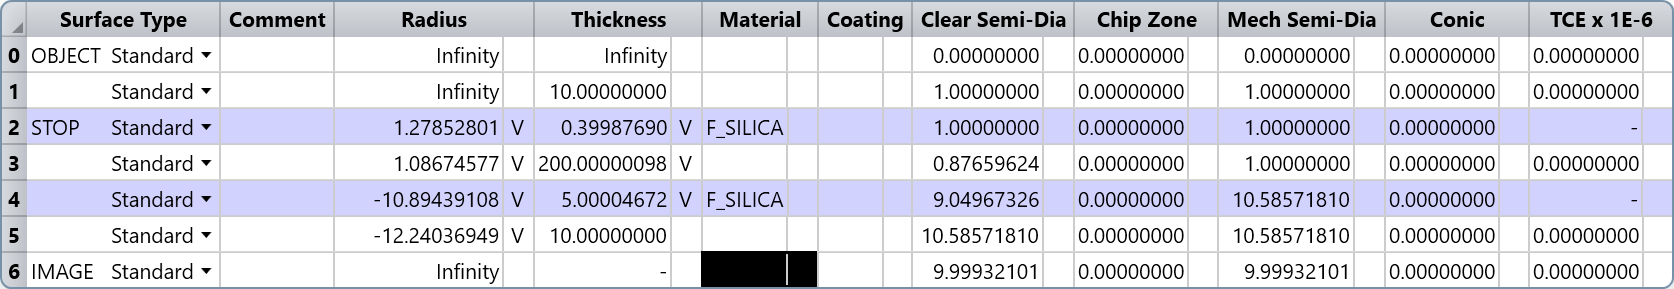 Surface Type Comment Radius Thickness Material Coating Clear Semi-Dia Chip Zone Mech Semi-Dia Conic TCE x 1E-6
0 OBJECT Standard Infinity Infinity 0.00000000 0.00000000 0.00000000 0.00000000 0.00000000
1 Standard Infinity 10.00000000 1.00000000 0.00000000 1.00000000 0.00000000 0.00000000
2 STOP Standard 1.27852801 V 0.39987690 V F_SILICA 1.00000000 0.00000000 1.00000000 0.00000000 -
3 Standard 1.08674577 V 200.00000098 V 0.87659624 0.00000000 1.00000000 0.00000000 0.00000000
4 Standard -10.89439108 V 5.00004672 V F_SILICA 9.04967326 0.00000000 10.58571810 0.00000000 -
5 Standard -12.24036949 V 10.00000000 10.58571810 0.00000000 10.58571810 0.00000000 0.00000000
6 IMAGE Standard Infinity - 9.99932101 0.00000000 9.99932101 0.00000000 0.00000000